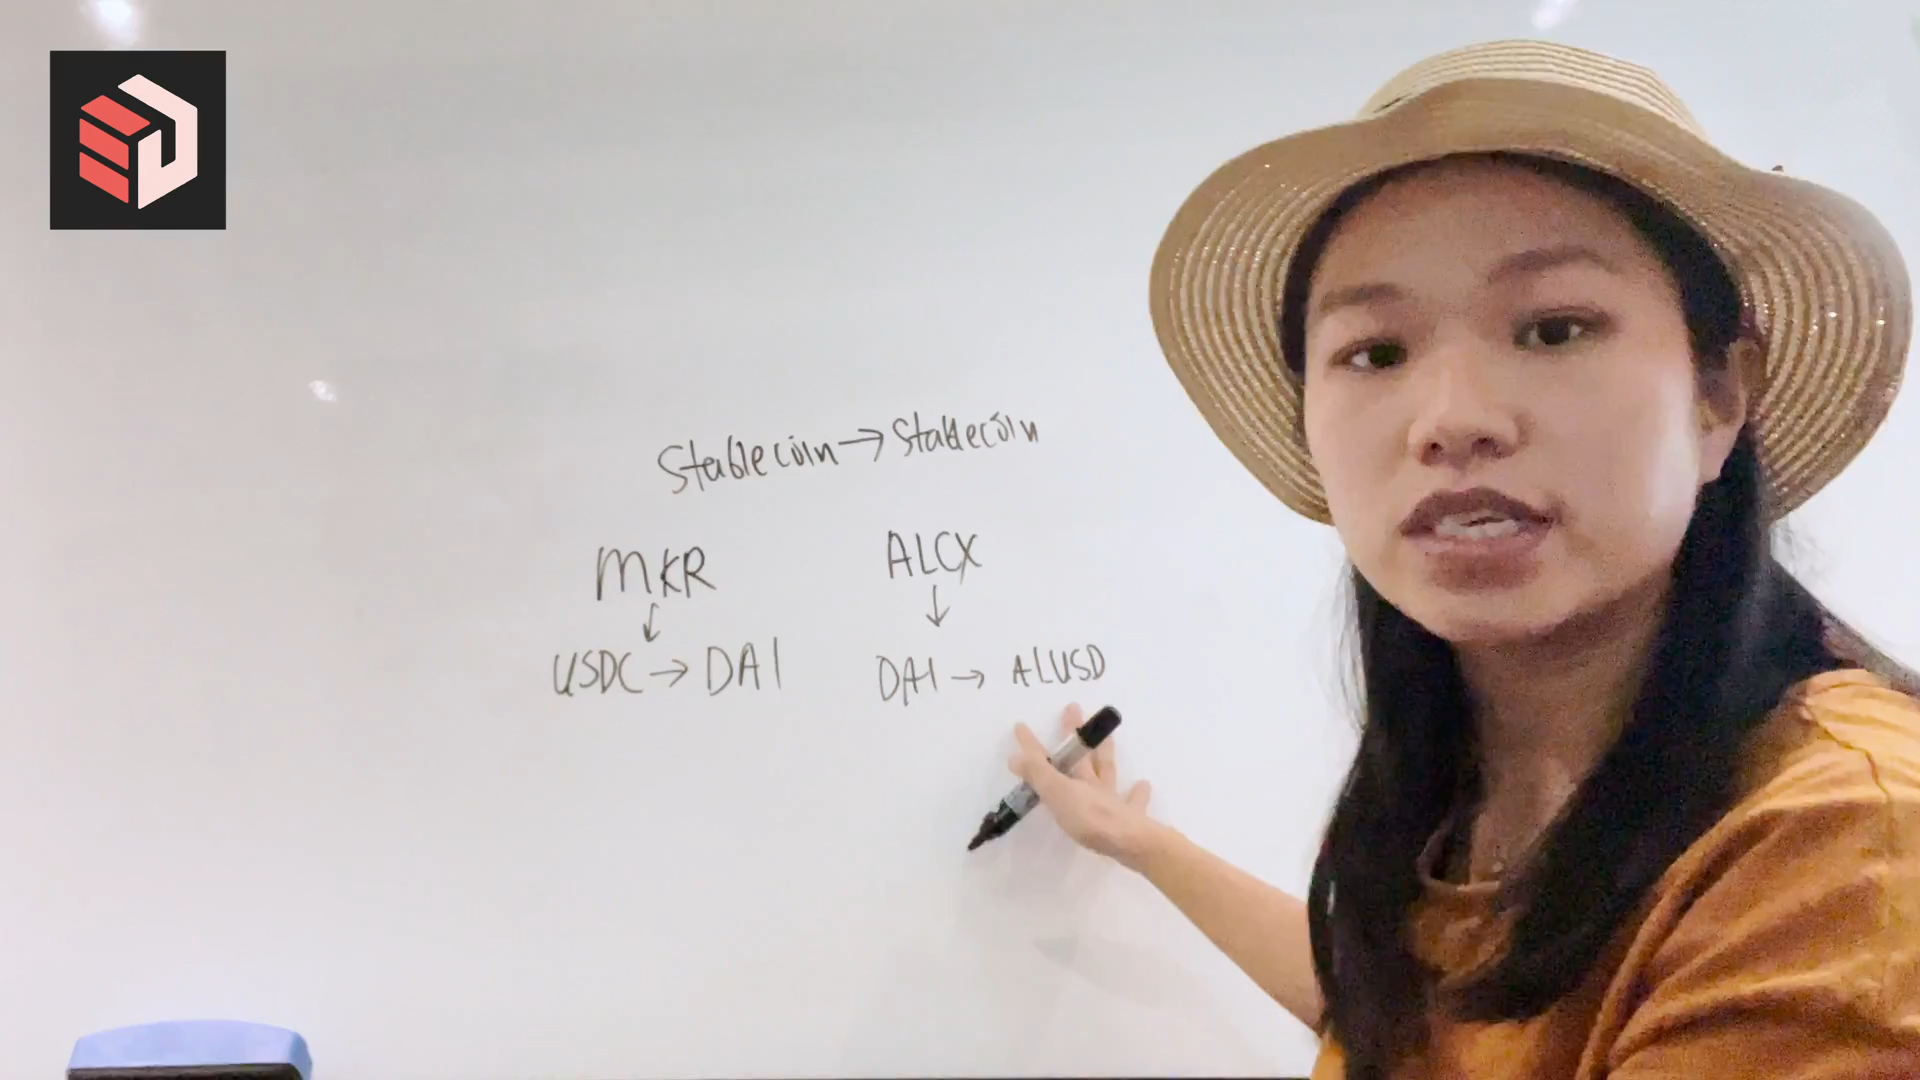 Stablecoin → Stablecoin
MKR
↓
USDC → DAI
ALCX
↓
DAI → ALUSD